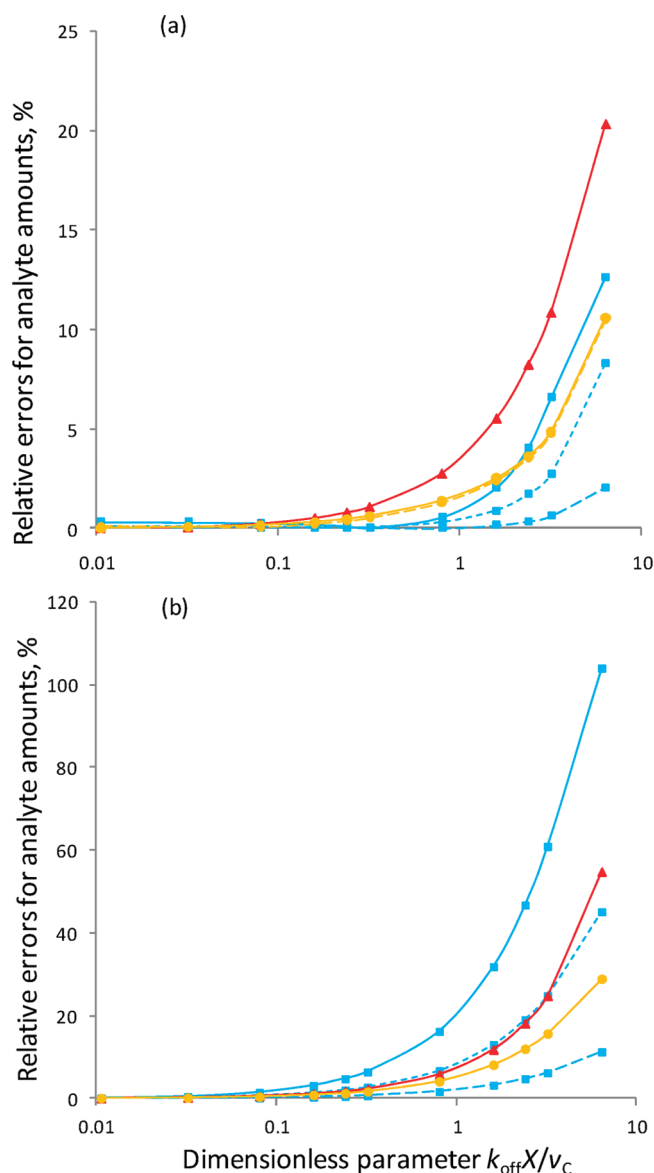 (a)
Relative errors for analyte amounts, %
25
20
15
10
5
0
0.01 0.1 1 10
(b)
Relative errors for analyte amounts, %
120
100
80
60
40
20
0
0.01 0.1 1 10
Dimensionless parameter koffX/vC